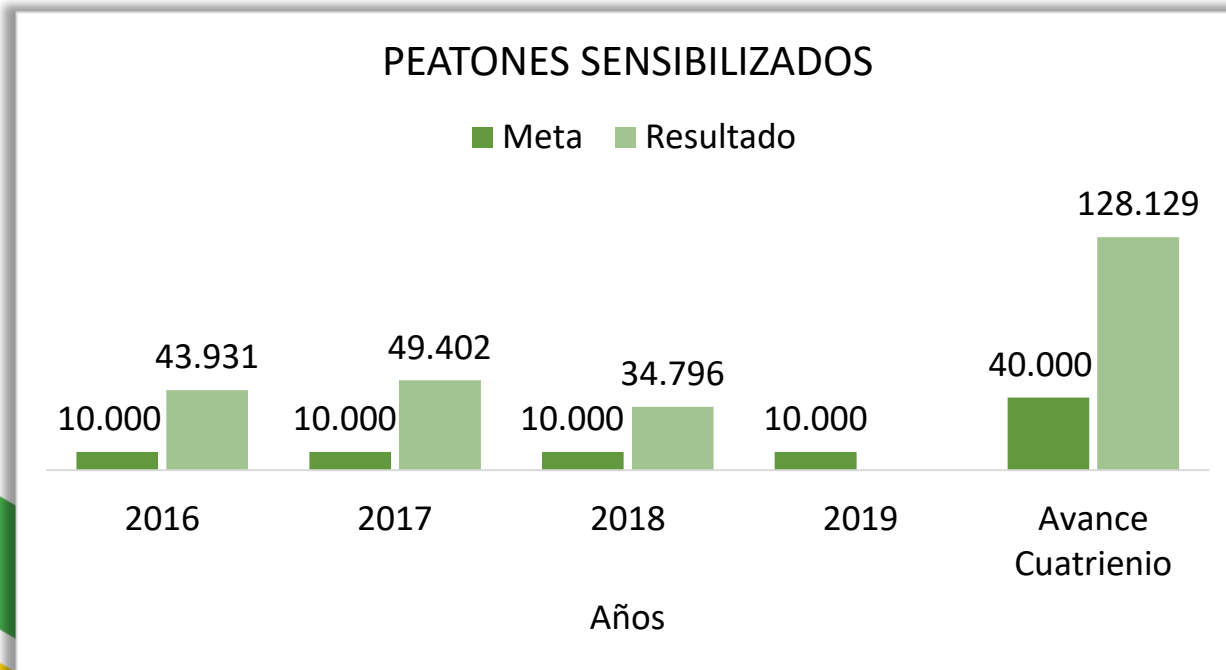 PEATONES SENSIBILIZADOS
Meta Resultado
128.129
43.931 49.402 34.796 40.000
10.000 10.000 10.000 10.000
2016 2017 2018 2019 Avance
Cuatrienio
Años